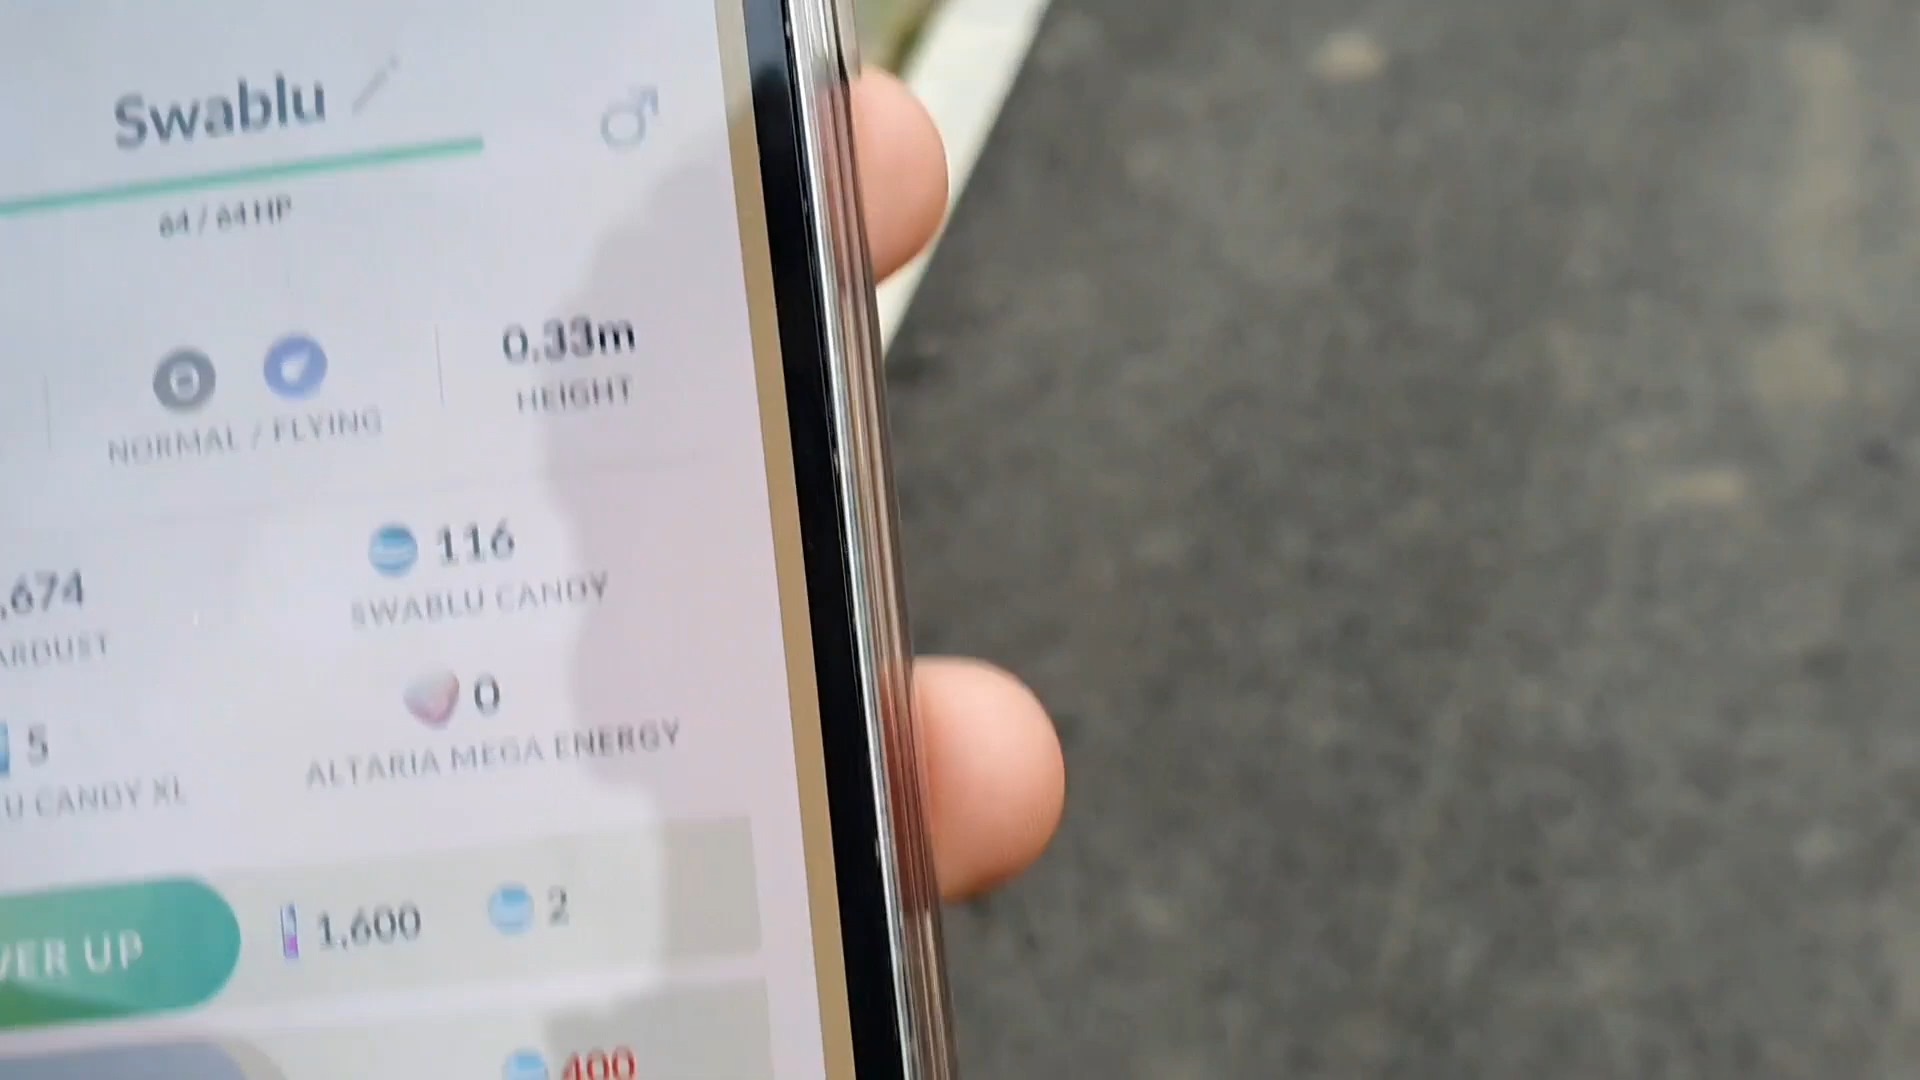 Swablu
64 / 64 HP
0.33m
NORMAL / FLYING
HEIGHT
,674
116
ARDUST
SWABLU CANDY
5
0
U CANDY XL
ALTARIA MEGA ENERGY
WER UP
1,600
2
400